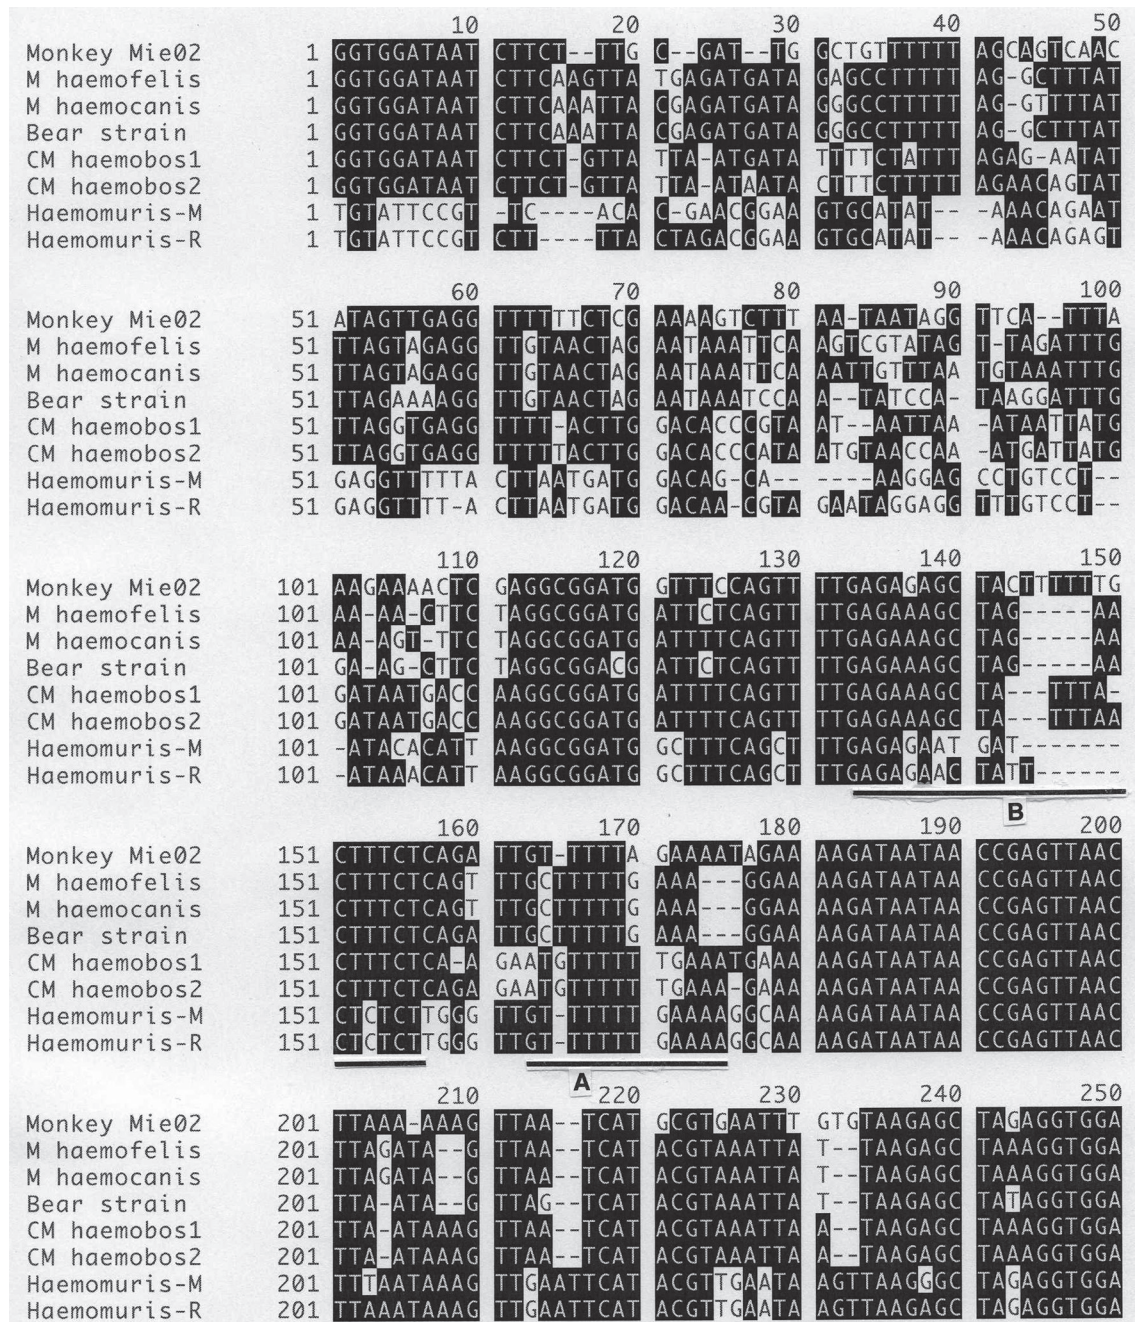 10 20 30 40 50
Monkey Mie02 1 GGTGGATAAT CTTCT--TTG C--GAT--TG GCTGTTTTTT AGCAGTCAAC
M haemofelis 1 GGTGGATAAT CTTCAAGTTA TGAGATGATA GAGCCTTTTT AG-GCTTTAT
M haemocanis 1 GGTGGATAAT CTTCAAATTA CGAGATGATA GGGCCTTTTT AG-GTTTTAT
Bear strain 1 GGTGGATAAT CTTCAAATTA CGAGATGATA GGGCCTTTTT AG-GCTTTAT
CM haemobos1 1 GGTGGATAAT CTTCT-GTTA TTA-ATGATA TTTTCTATTT AGAG-AATAT
CM haemobos2 1 GGTGGATAAT CTTCT-GTTA TTA-ATAATA CTTTCTTTTT AGAACAGTAT
Haemomuris-M 1 TGTATTCCGT -TC----ACA C-GAACGGAA GTGCATAT-- -AAACAGAAT
Haemomuris-R 1 TGTATTCCGT CTT----TTA CTAGACGGAA GTGCATAT-- -AAACAGAGT
60 70 80 90 100
Monkey Mie02 51 ATAGTTGAGG TTTTTTCTCG AAAAGTCTTT AA-TAATAGG TTCA--TTTA
M haemofelis 51 TTAGTAGAGG TTGTAACTAG AATAAATTCA AGTCGTATAG T-TAGATTTG
M haemocanis 51 TTAGTAGAGG TTGTAACTAG AATAAATTCA AATTGTTTAA TGTAAATTTG
Bear strain 51 TTAGAAAAGG TTGTAACTAG AATAAATCCA A--TATCCA- TAAGGATTTG
CM haemobos1 51 TTAGGTGAGG TTTT-ACTTG GACACCCGTA AT--AATTAA -ATAATTATG
CM haemobos2 51 TTAGGTGAGG TTTTTACTTG GACACCCATA ATGTAACCAA -ATGATTATG
Haemomuris-M 51 GAGGTTTTTA CTTAATGATG GACAG-CA-- ----AAGGAG CCTGTCCT--
Haemomuris-R 51 GAGGTTTT-A CTTAATGATG GACAA-CGTA GAATAGGAGG TTTGTCCT--
110 120 130 140 150
Monkey Mie02 101 AAGAAAACTC GAGGCGGATG GTTTCCAGTT TTGAGAGAGC TACTTTTTTG
M haemofelis 101 AA-AA-CTTC TAGGCGGATG ATTCTCAGTT TTGAGAAAGC TAG-----AA
M haemocanis 101 AA-AGT-TTC TAGGCGGATG ATTTTCAGTT TTGAGAAAGC TAG-----AA
Bear strain 101 GA-AG-CTTC TAGGCGGACG ATTCTCAGTT TTGAGAAAGC TAG-----AA
CM haemobos1 101 GATAATGACC AAGGCGGATG ATTTTCAGTT TTGAGAAAGC TA---TTTA-
CM haemobos2 101 GATAATGACC AAGGCGGATG ATTTTCAGTT TTGAGAAAGC TA---TTTAA
Haemomuris-M 101 -ATACACATT AAGGCGGATG GCTTTCAGCT TTGAGAGAAT GAT-------
Haemomuris-R 101 -ATAAACATT AAGGCGGATG GCTTTCAGCT TTGAGAGAAC TATT------
B
160 170 180 190 200
Monkey Mie02 151 CTTTCTCAGA TTGT-TTTTA GAAAATAGAA AAGATAATAA CCGAGTTAAC
M haemofelis 151 CTTTCTCAGT TTGCTTTTTG AAA---GGAA AAGATAATAA CCGAGTTAAC
M haemocanis 151 CTTTCTCAGT TTGCTTTTTG AAA---GGAA AAGATAATAA CCGAGTTAAC
Bear strain 151 CTTTCTCAGA TTGCTTTTTG AAA---GGAA AAGATAATAA CCGAGTTAAC
CM haemobos1 151 CTTTCTCA-A GAATGTTTTT TGAAATGAAA AAGATAATAA CCGAGTTAAC
CM haemobos2 151 CTTTCTCAGA GAATGTTTTT TGAAA-GAAA AAGATAATAA CCGAGTTAAC
Haemomuris-M 151 CTCTCTTGGG TTGT-TTTTT GAAAAGGCAA AAGATAATAA CCGAGTTAAC
Haemomuris-R 151 CTCTCTTGGG TTGT-TTTTT GAAAAGGCAA AAGATAATAA CCGAGTTAAC
A
210 220 230 240 250
Monkey Mie02 201 TTAAA-AAAG TTAA--TCAT GCGTGAATTT GTGTAAGAGC TAGAGGTGGA
M haemofelis 201 TTAGATA--G TTAA--TCAT ACGTAAATTA T--TAAGAGC TAAAGGTGGA
M haemocanis 201 TTAGATA--G TTAA--TCAT ACGTAAATTA T--TAAGAGC TAAAGGTGGA
Bear strain 201 TTA-ATA--G TTAG--TCAT ACGTAAATTA T--TAAGAGC TATAGGTGGA
CM haemobos1 201 TTA-ATAAAG TTAA--TCAT ACGTAAATTA A--TAAGAGC TAAAGGTGGA
CM haemobos2 201 TTA-ATAAAG TTAA--TCAT ACGTAAATTA A--TAAGAGC TAAAGGTGGA
Haemomuris-M 201 TTTAATAAAG TTGAATTCAT ACGTTGAATA AGTTAAGGGC TAGAGGTGGA
Haemomuris-R 201 TTAAATAAAG TTGAATTCAT ACGTTGAATA AGTTAAGAGC TAGAGGTGGA